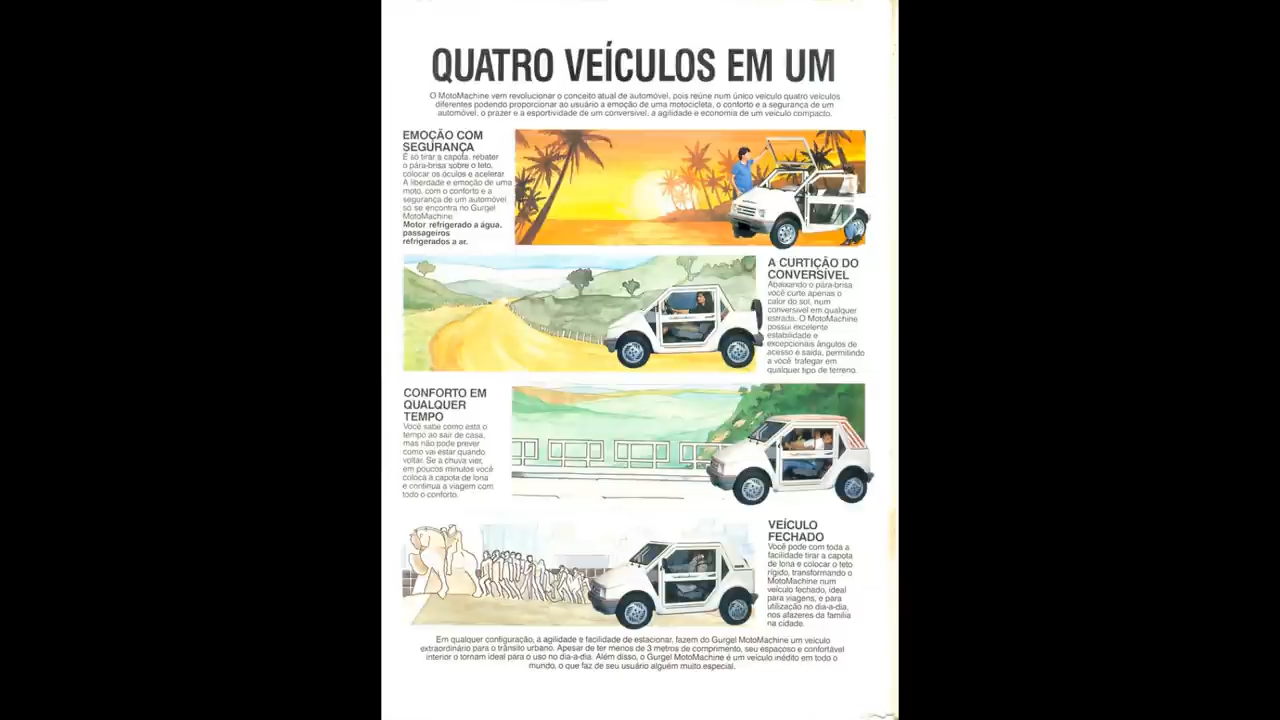 QUATRO VEÍCULOS EM UM
O MotoMachine vem revolucionar o conceito atual de automóvel, pois reúne num único veículo quatro veículos
diferentes podendo proporcionar ao usuário a emoção de uma motocicleta, o conforto e a segurança de um
automóvel, o prazer e a esportividade de um conversível, a agilidade e economia de um veículo compacto.
EMOÇÃO COM
SEGURANÇA
É só tirar a capota, rebater
o pára-brisa sobre o teto,
colocar os óculos e acelerar.
A liberdade e emoção de uma
moto, com o conforto e a
segurança de um automóvel
só se encontra no Gurgel
MotoMachine.
Motor refrigerado a água,
passageiros
refrigerados a ar.
A CURTIÇÃO DO
CONVERSÍVEL
Abaixando o pára-brisa
você curte apenas o
calor do sol, num
conversível em qualquer
estrada. O MotoMachine
possui excelente
estabilidade e
excepcionais ângulos de
acesso e saída, permitindo
a você trafegar em
qualquer tipo de terreno.
CONFORTO EM
QUALQUER
TEMPO
Você sabe como está o
tempo ao sair de casa,
mas não pode prever
como vai estar quando
voltar. Se a chuva vier,
em poucos minutos você
coloca a capota de lona
e continua a viagem com
todo o conforto.
VEÍCULO
FECHADO
Você pode com toda a
facilidade tirar a capota
de lona e colocar o teto
rígido, transformando o
MotoMachine num
veículo fechado, ideal
para viagens, e para
utilização no dia-a-dia,
nos afazeres da família
na cidade.
Em qualquer configuração, a agilidade e facilidade de estacionar, fazem do Gurgel MotoMachine um veículo
extraordinário para o trânsito urbano. Apesar de ter menos de 3 metros de comprimento, seu espaçoso e confortável
interior o tornam ideal para o uso no dia-a-dia. Além disso, o Gurgel MotoMachine é um veículo inédito em todo o
mundo, o que faz de seu usuário alguém muito especial.